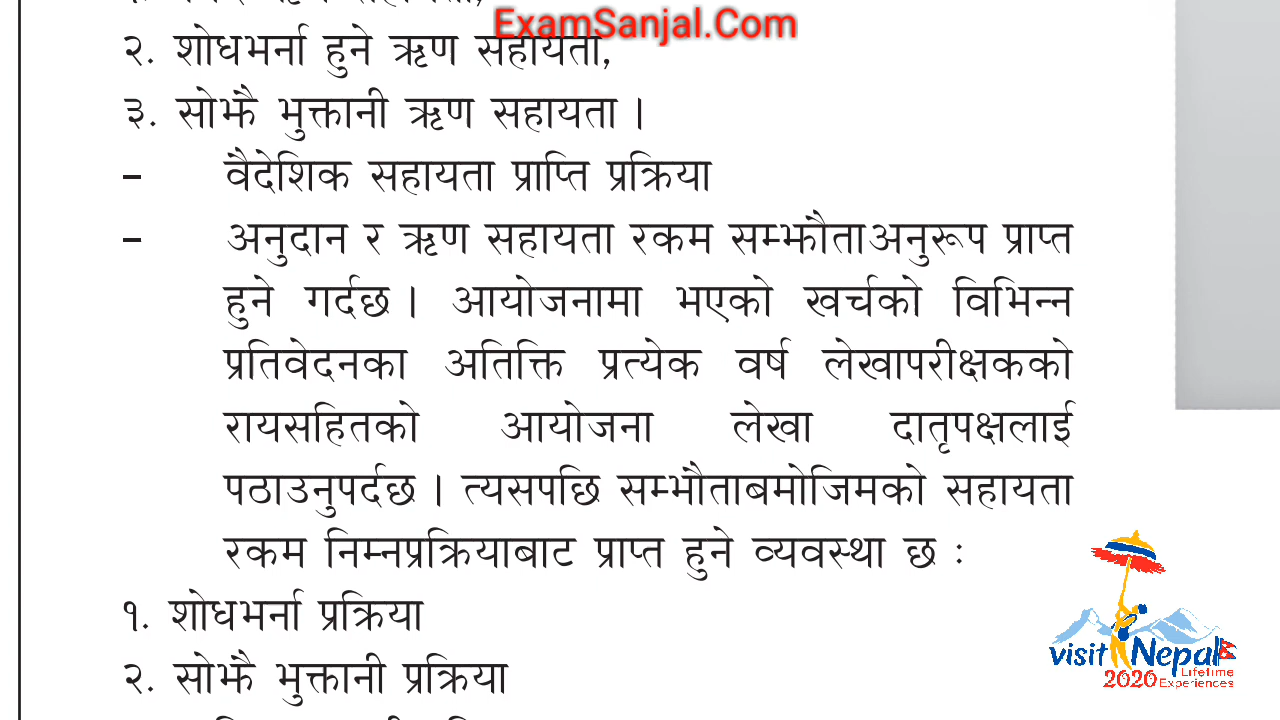 ExamSanjal.Com
२. शोधभर्ना हुने ऋण सहायता,
३. सोझै भुक्तानी ऋण सहायता ।
– वैदेशिक सहायता प्राप्ति प्रक्रिया
– अनुदान र ऋण सहायता रकम सम्झौताअनुरूप प्राप्त
हुने गर्दछ । आयोजनामा भएको खर्चको विभिन्न
प्रतिवेदनका अतिक्ति प्रत्येक वर्ष लेखापरीक्षकको
रायसहितको आयोजना लेखा दातृपक्षलाई
पठाउनुपर्दछ । त्यसपछि सम्झौताबमोजिमको सहायता
रकम निम्नप्रक्रियाबाट प्राप्त हुने व्यवस्था छ :
१. शोधभर्ना प्रक्रिया
२. सोझै भुक्तानी प्रक्रिया
visit Nepal
2020 Lifetime Experiences